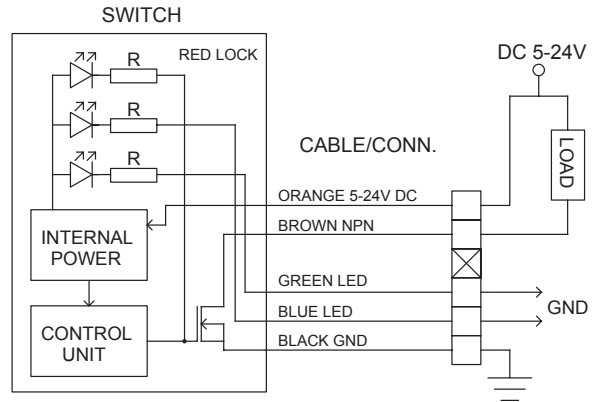 SWITCH
RED LOCK
R
R
R
DC 5-24V
CABLE/CONN.
LOAD
ORANGE 5-24V DC
BROWN NPN
INTERNAL
POWER
GREEN LED
BLUE LED
GND
BLACK GND
CONTROL
UNIT